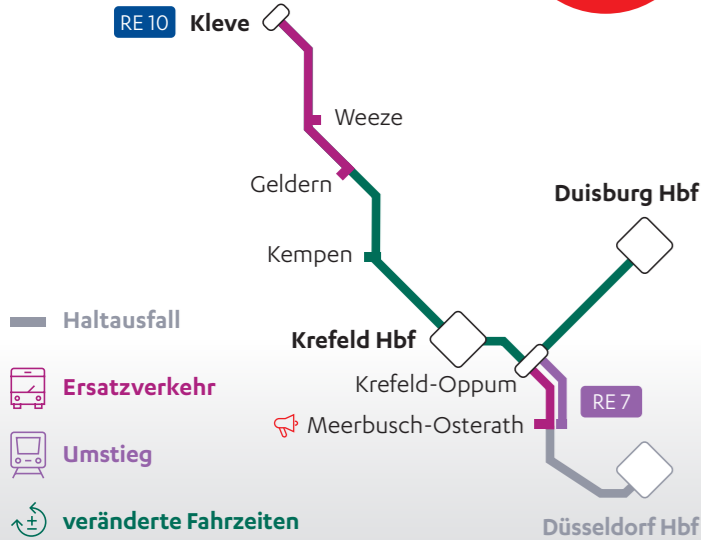 RE 10 Kleve
Weeze
Geldern
Duisburg Hbf
Kempen
Haltausfall
Krefeld Hbf
Ersatzverkehr
Krefeld-Oppum
RE 7
Meerbusch-Osterath
Umstieg
veränderte Fahrzeiten
Düsseldorf Hbf